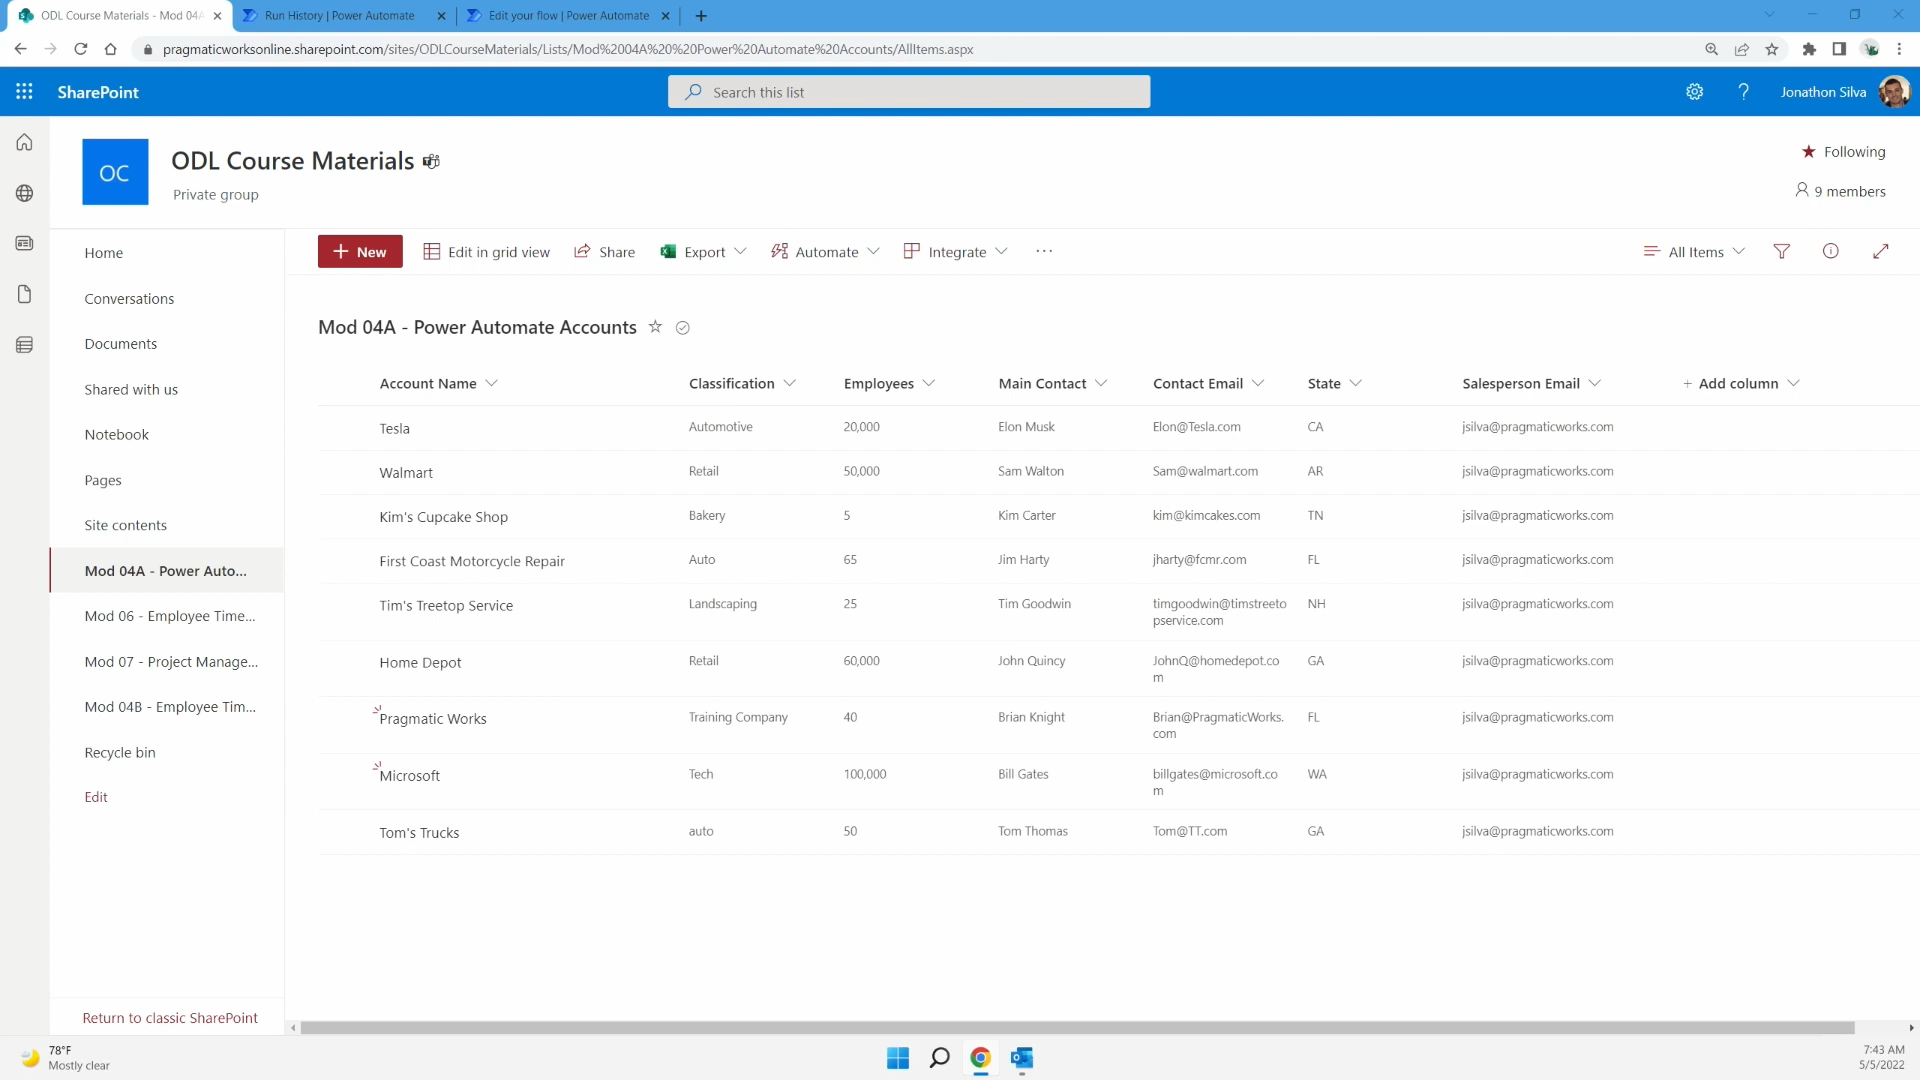 ODL Course Materials - Mod 04A
Run History | Power Automate
Edit your flow | Power Automate
pragmaticworksonline.sharepoint.com/sites/ODLCourseMaterials/Lists/Mod%2004A%20%20Power%20Automate%20Accounts/AllItems.aspx
SharePoint
Search this list
Jonathon Silva
OC
ODL Course Materials
Private group
Following
9 members
Home
Conversations
Documents
Shared with us
Notebook
Pages
Site contents
Mod 04A - Power Auto...
Mod 06 - Employee Time...
Mod 07 - Project Manage...
Mod 04B - Employee Tim...
Recycle bin
Edit
Return to classic SharePoint
+ New
Edit in grid view
Share
Export
Automate
Integrate
...
All Items
Mod 04A - Power Automate Accounts
Account Name Classification Employees Main Contact Contact Email State Salesperson Email + Add column
Tesla Automotive 20,000 Elon Musk Elon@Tesla.com CA jsilva@pragmaticworks.com
Walmart Retail 50,000 Sam Walton Sam@walmart.com AR jsilva@pragmaticworks.com
Kim's Cupcake Shop Bakery 5 Kim Carter kim@kimcakes.com TN jsilva@pragmaticworks.com
First Coast Motorcycle Repair Auto 65 Jim Harty jharty@fcmr.com FL jsilva@pragmaticworks.com
Tim's Treetop Service Landscaping 25 Tim Goodwin timgoodwin@timstreeto NH jsilva@pragmaticworks.com
pservice.com
Home Depot Retail 60,000 John Quincy JohnQ@homedepot.co GA jsilva@pragmaticworks.com
m
Pragmatic Works Training Company 40 Brian Knight Brian@PragmaticWorks. FL jsilva@pragmaticworks.com
com
Microsoft Tech 100,000 Bill Gates billgates@microsoft.co WA jsilva@pragmaticworks.com
m
Tom's Trucks auto 50 Tom Thomas Tom@TT.com GA jsilva@pragmaticworks.com
78°F
Mostly clear
7:43 AM
5/5/2022